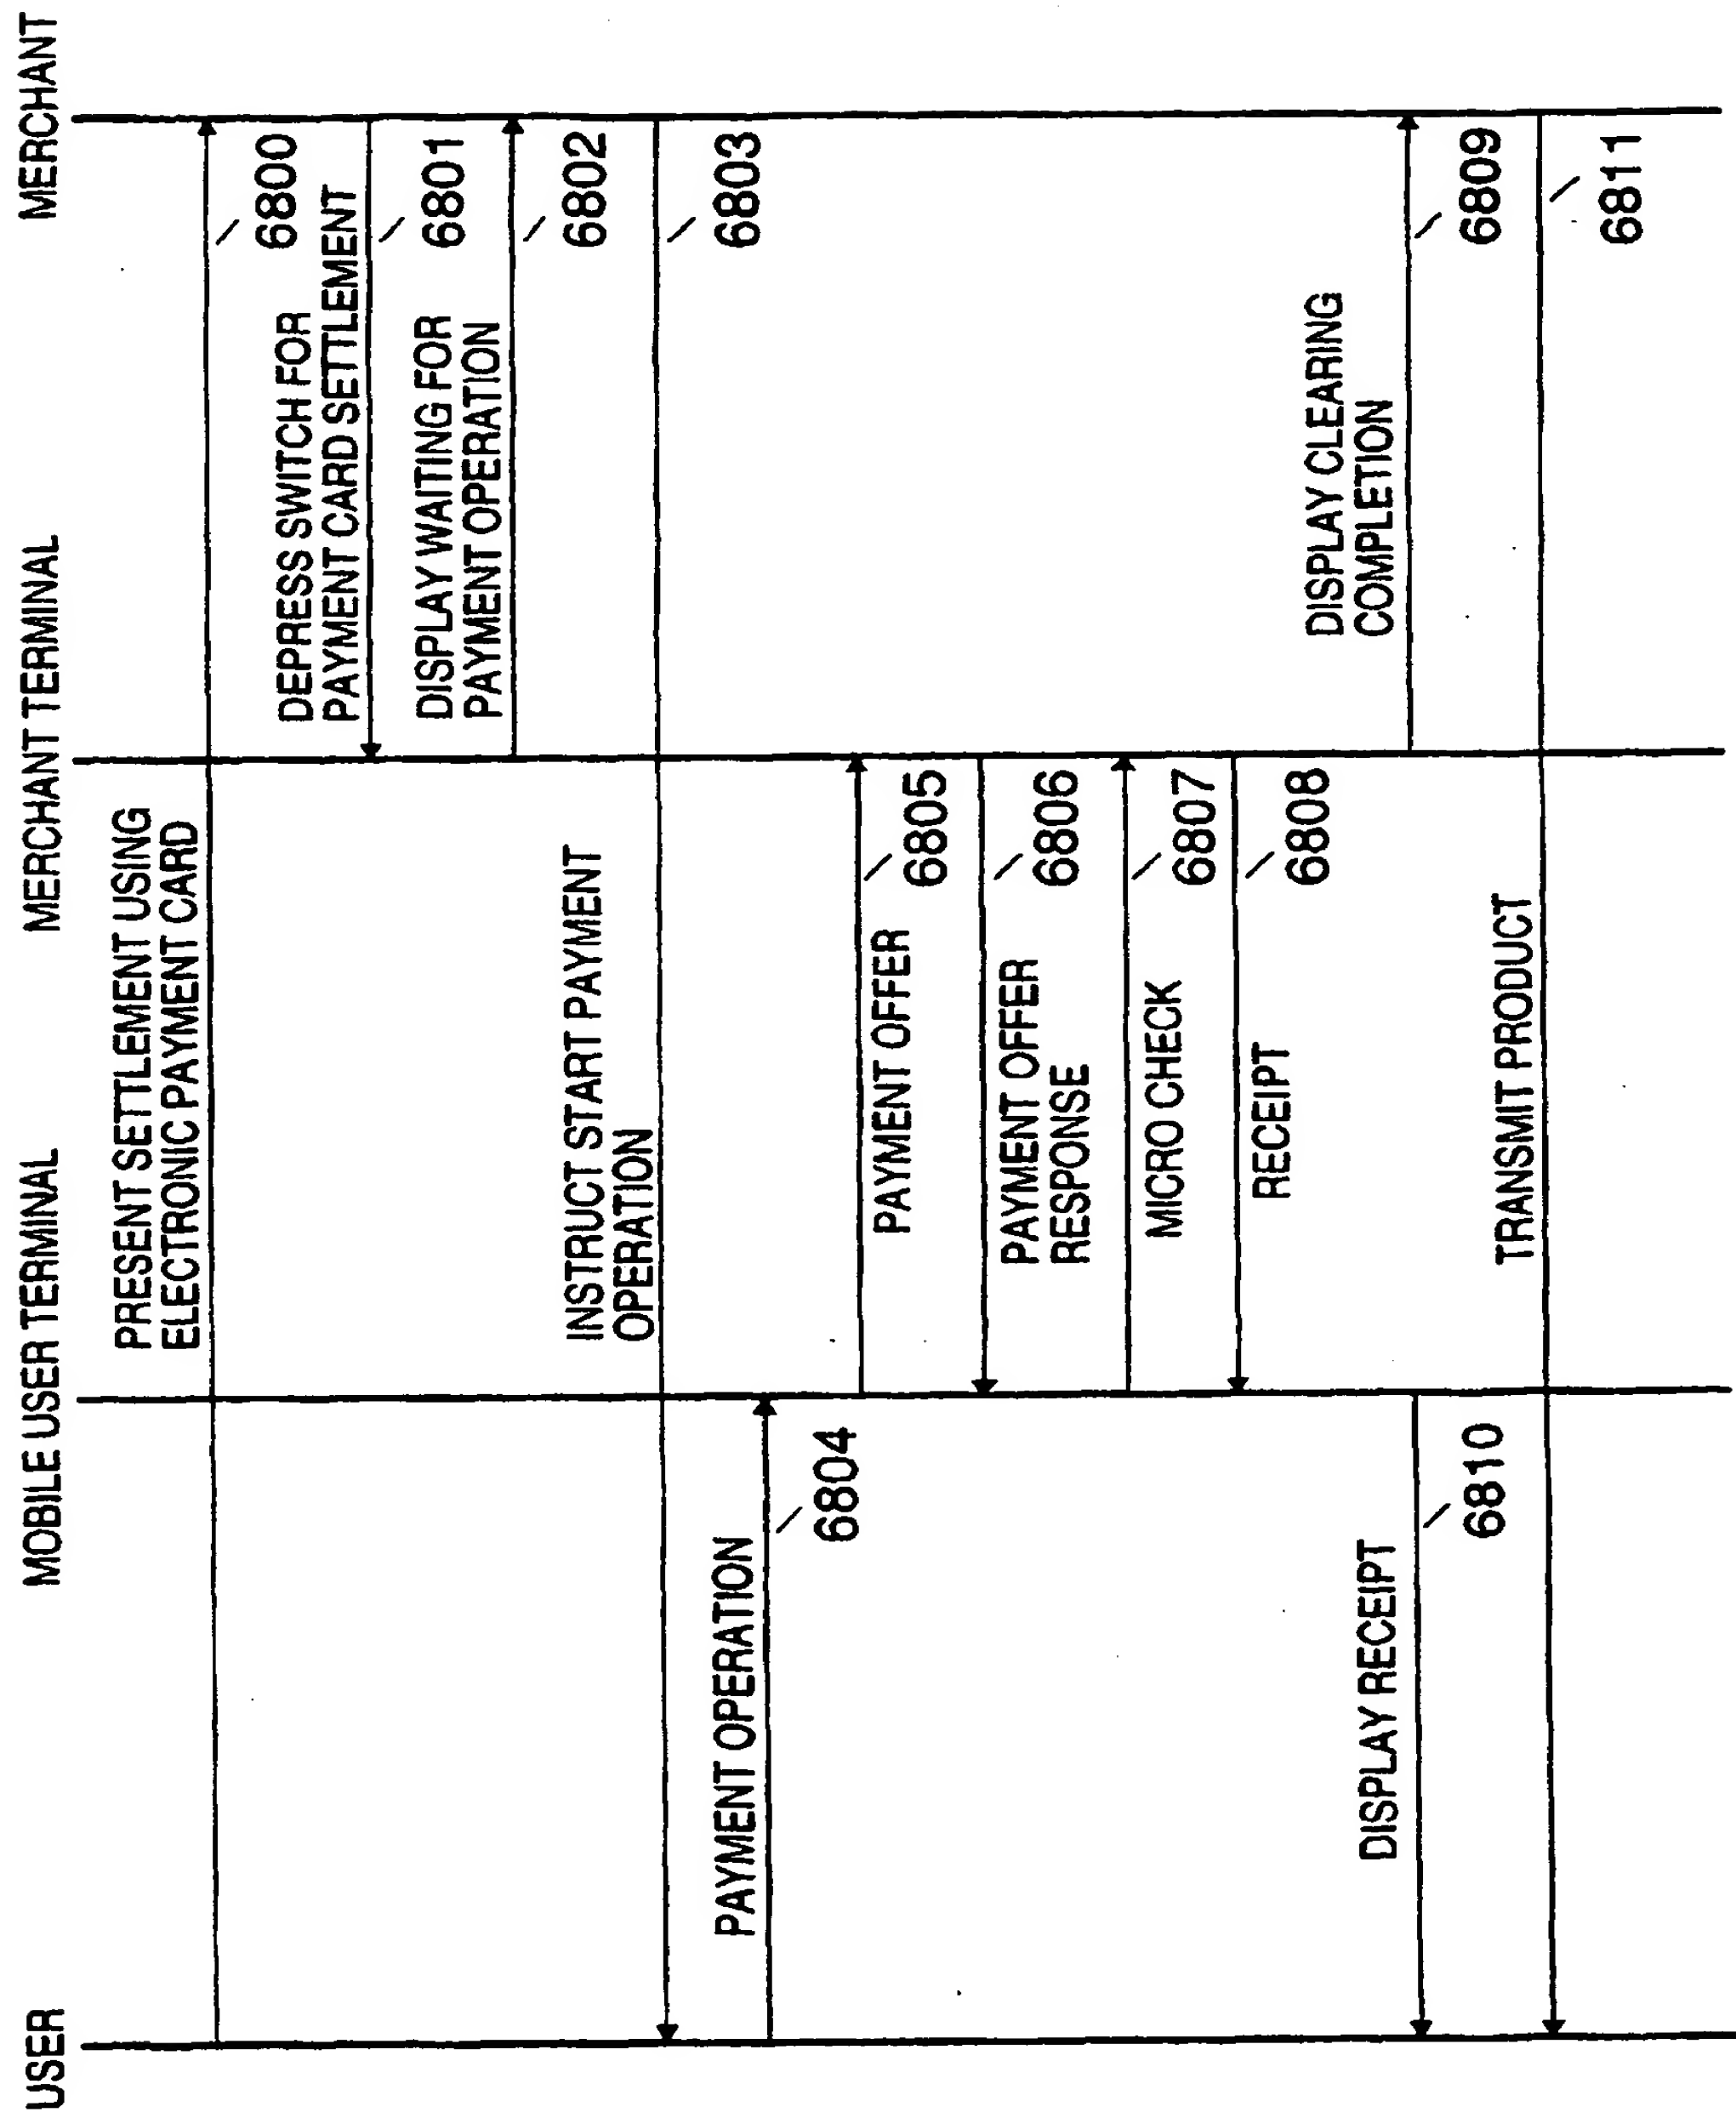 USER
MOBILE USER TERMINAL
MERCHANT TERMINAL
MERCHANT
PRESENT SETTLEMENT USING
ELECTRONIC PAYMENT CARD
6800
DEPRESS SWITCH FOR
PAYMENT CARD SETTLEMENT
6801
DISPLAY WAITING FOR
PAYMENT OPERATION
6802
INSTRUCT START PAYMENT
OPERATION
6803
PAYMENT OPERATION
6804
PAYMENT OFFER
6805
PAYMENT OFFER
RESPONSE
6806
MICRO CHECK
6807
RECEIPT
6808
DISPLAY CLEARING
COMPLETION
6809
DISPLAY RECEIPT
6810
TRANSMIT PRODUCT
6811